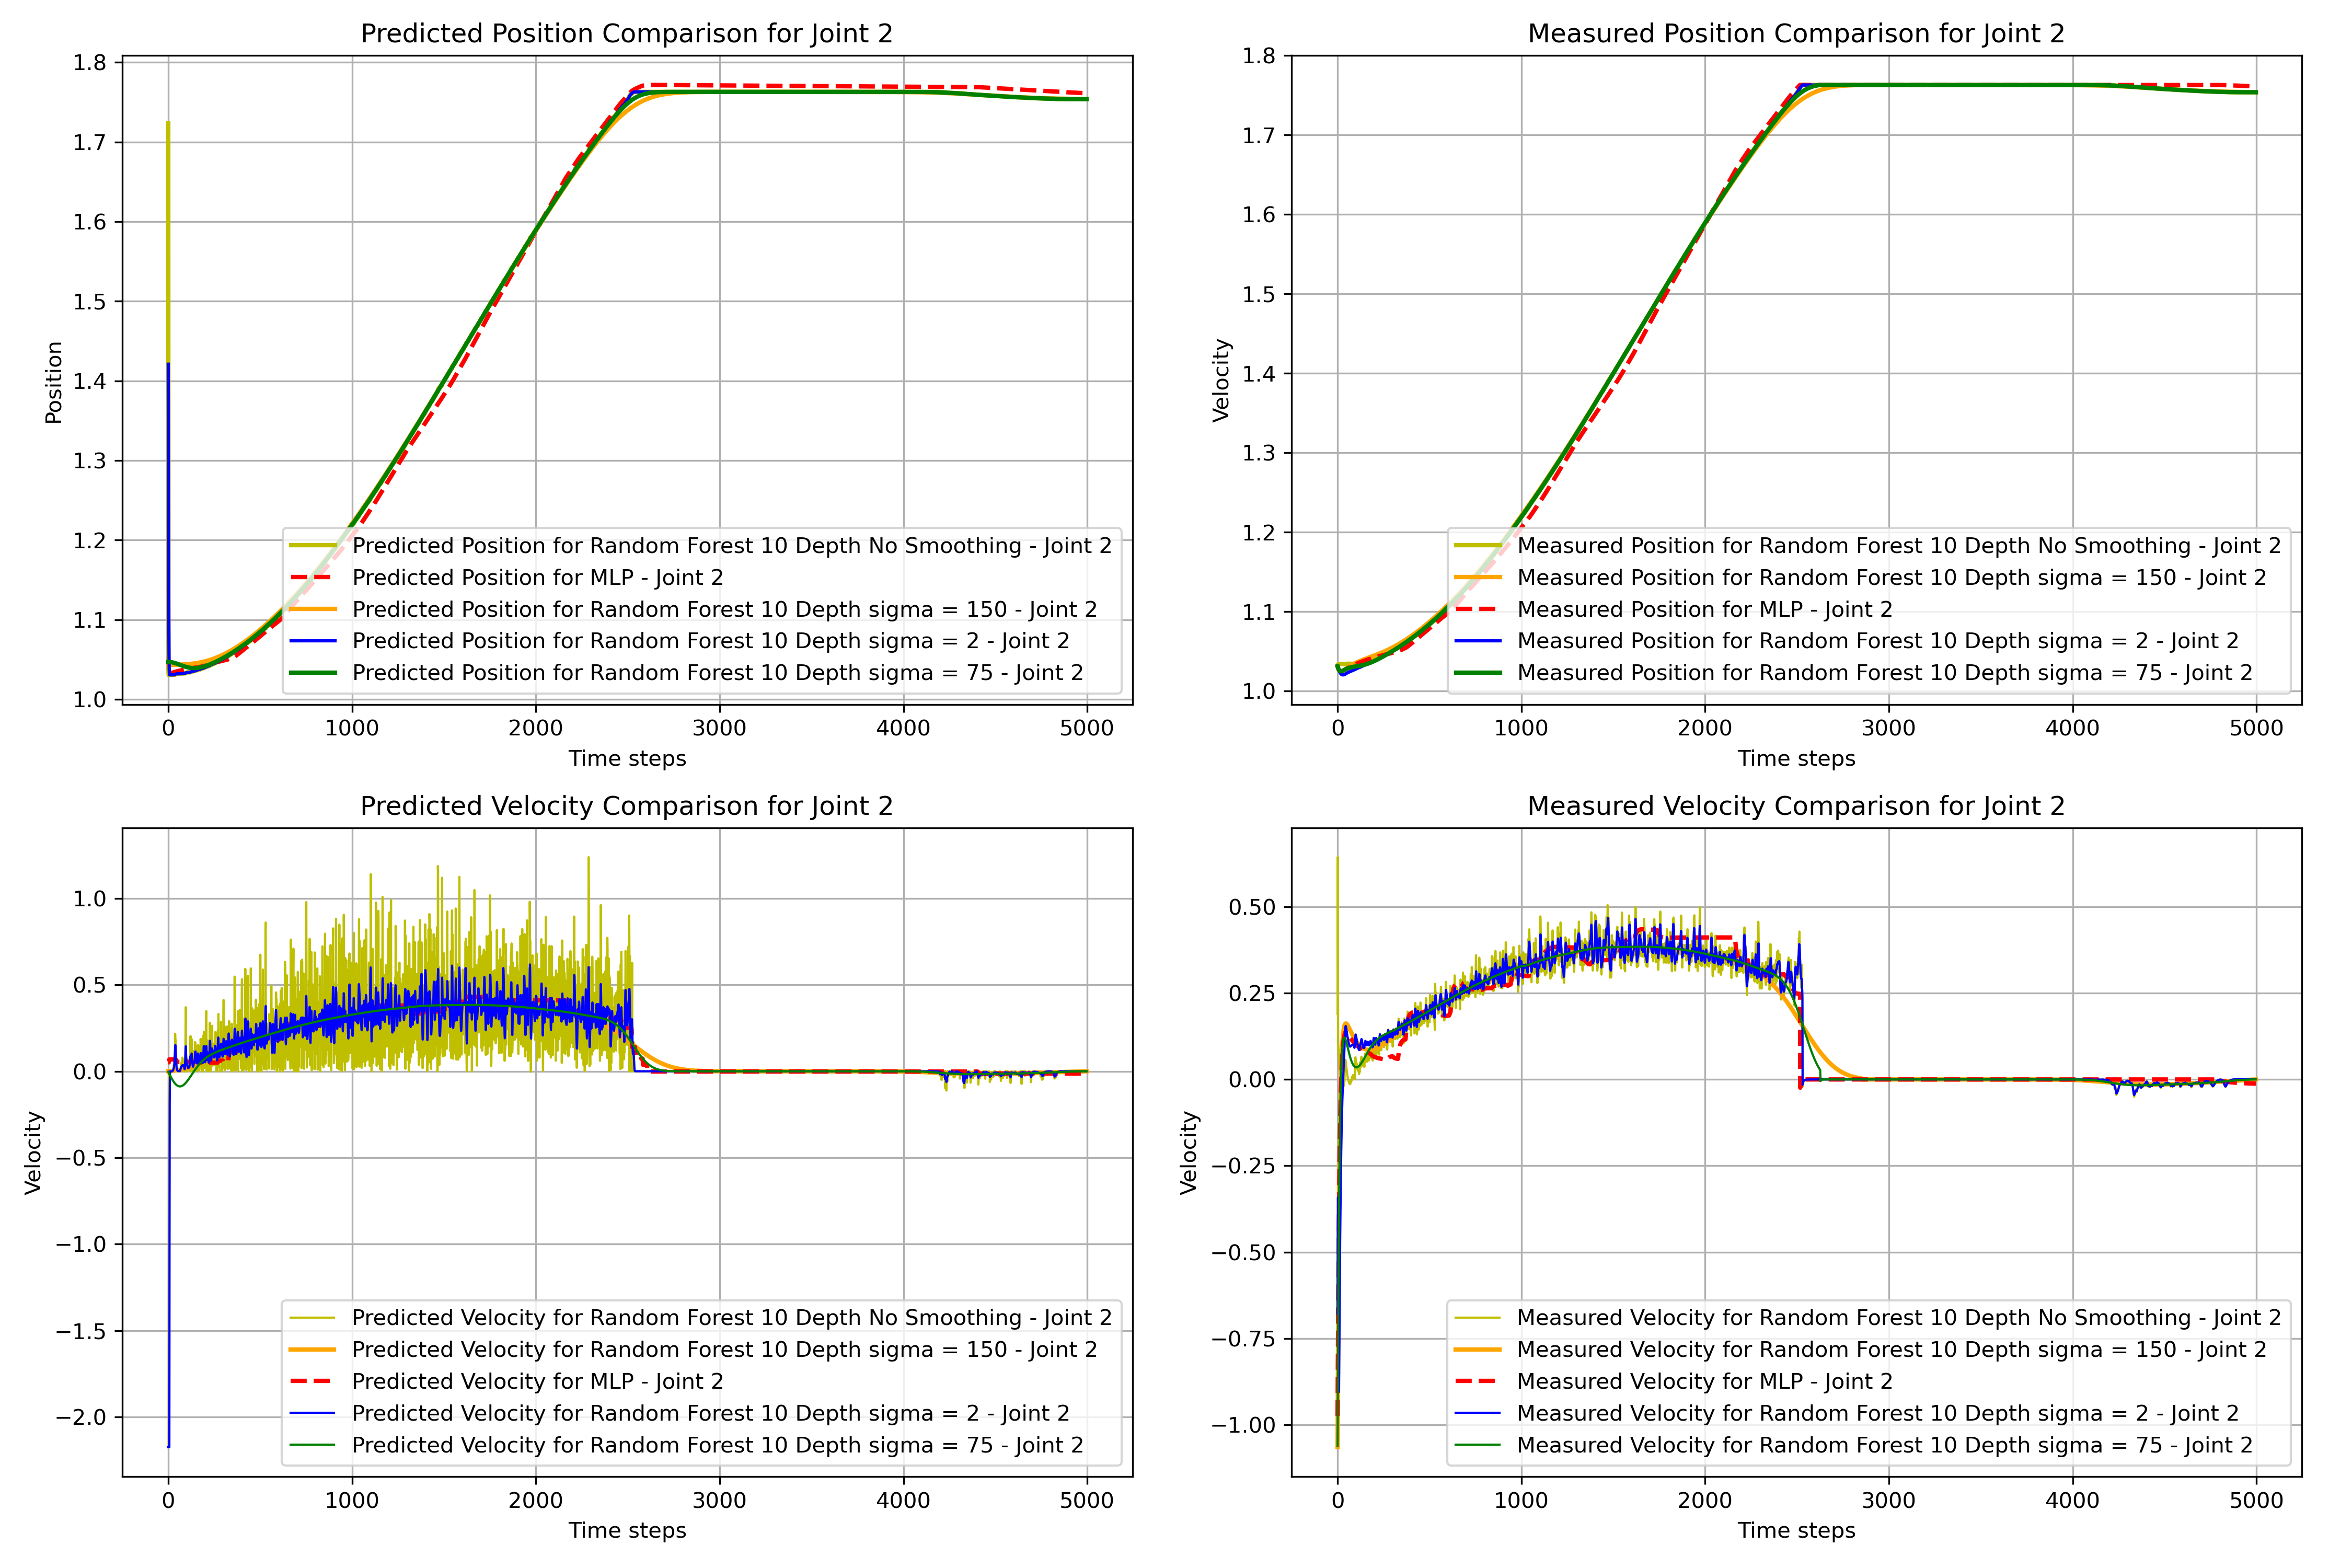 Predicted Position Comparison for Joint 2
1.8
1.7
1.6
1.5
1.4
1.3
1.2
1.1
1.0
Position
Predicted Position for Random Forest 10 Depth No Smoothing - Joint 2
Predicted Position for MLP - Joint 2
Predicted Position for Random Forest 10 Depth sigma = 150 - Joint 2
Predicted Position for Random Forest 10 Depth sigma = 2 - Joint 2
Predicted Position for Random Forest 10 Depth sigma = 75 - Joint 2
0 1000 2000 3000 4000 5000
Time steps
Measured Position Comparison for Joint 2
1.8
1.7
1.6
1.5
1.4
1.3
1.2
1.1
1.0
Velocity
Measured Position for Random Forest 10 Depth No Smoothing - Joint 2
Measured Position for Random Forest 10 Depth sigma = 150 - Joint 2
Measured Position for MLP - Joint 2
Measured Position for Random Forest 10 Depth sigma = 2 - Joint 2
Measured Position for Random Forest 10 Depth sigma = 75 - Joint 2
0 1000 2000 3000 4000 5000
Time steps
Predicted Velocity Comparison for Joint 2
1.0
0.5
0.0
−0.5
−1.0
−1.5
−2.0
Velocity
Predicted Velocity for Random Forest 10 Depth No Smoothing - Joint 2
Predicted Velocity for Random Forest 10 Depth sigma = 150 - Joint 2
Predicted Velocity for MLP - Joint 2
Predicted Velocity for Random Forest 10 Depth sigma = 2 - Joint 2
Predicted Velocity for Random Forest 10 Depth sigma = 75 - Joint 2
0 1000 2000 3000 4000 5000
Time steps
Measured Velocity Comparison for Joint 2
0.50
0.25
0.00
−0.25
−0.50
−0.75
−1.00
Velocity
Measured Velocity for Random Forest 10 Depth No Smoothing - Joint 2
Measured Velocity for Random Forest 10 Depth sigma = 150 - Joint 2
Measured Velocity for MLP - Joint 2
Measured Velocity for Random Forest 10 Depth sigma = 2 - Joint 2
Measured Velocity for Random Forest 10 Depth sigma = 75 - Joint 2
0 1000 2000 3000 4000 5000
Time steps